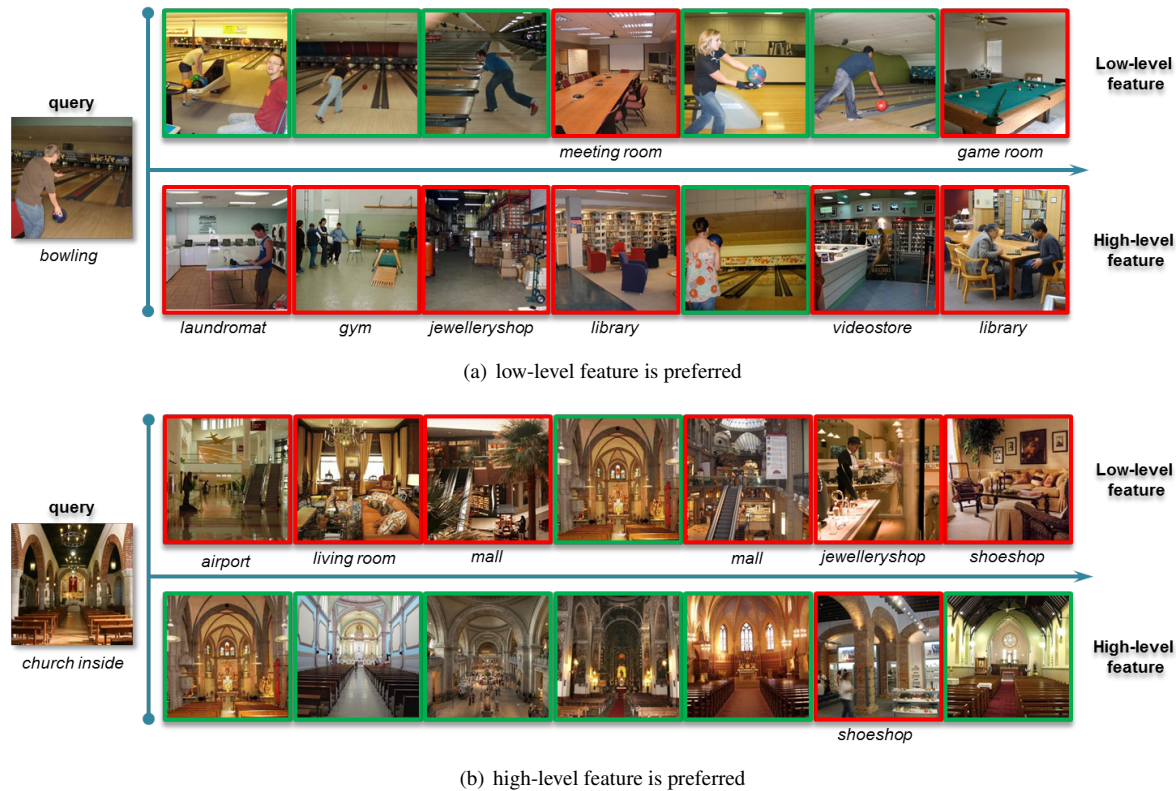 Low-level
feature
query
meeting room
game room
bowling
High-level
feature
laundromat
gym
jewelleryshop
library
videostore
library
(a) low-level feature is preferred
Low-level
feature
query
airport
living room
mall
mall
jewelleryshop
shoeshop
church inside
High-level
feature
shoeshop
(b) high-level feature is preferred